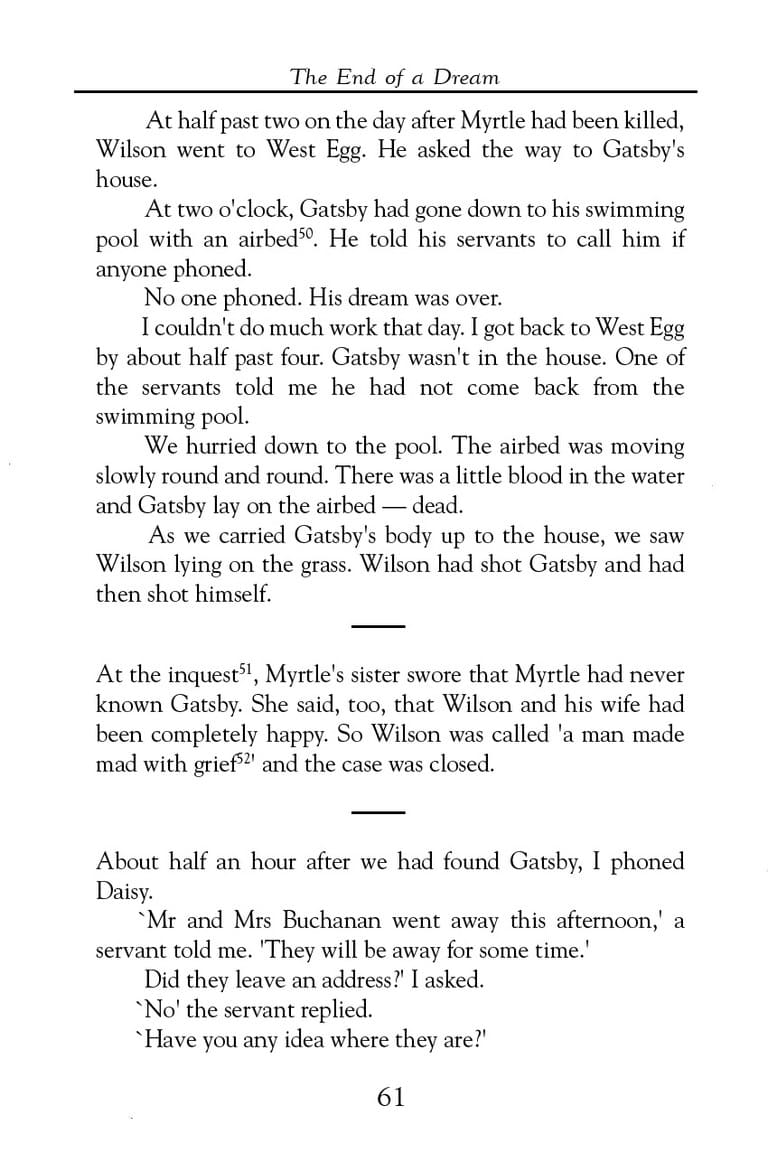 The End of a Dream
At half past two on the day after Myrtle had been killed,
Wilson went to West Egg. He asked the way to Gatsby's
house.
At two o'clock, Gatsby had gone down to his swimming
pool with an airbed⁵⁰. He told his servants to call him if
anyone phoned.
No one phoned. His dream was over.
I couldn't do much work that day. I got back to West Egg
by about half past four. Gatsby wasn't in the house. One of
the servants told me he had not come back from the
swimming pool.
We hurried down to the pool. The airbed was moving
slowly round and round. There was a little blood in the water
and Gatsby lay on the airbed — dead.
As we carried Gatsby's body up to the house, we saw
Wilson lying on the grass. Wilson had shot Gatsby and had
then shot himself.
At the inquest⁵¹, Myrtle's sister swore that Myrtle had never
known Gatsby. She said, too, that Wilson and his wife had
been completely happy. So Wilson was called 'a man made
mad with grief⁵²' and the case was closed.
About half an hour after we had found Gatsby, I phoned
Daisy.
`Mr and Mrs Buchanan went away this afternoon,' a
servant told me. 'They will be away for some time.'
Did they leave an address?' I asked.
`No' the servant replied.
`Have you any idea where they are?'
61